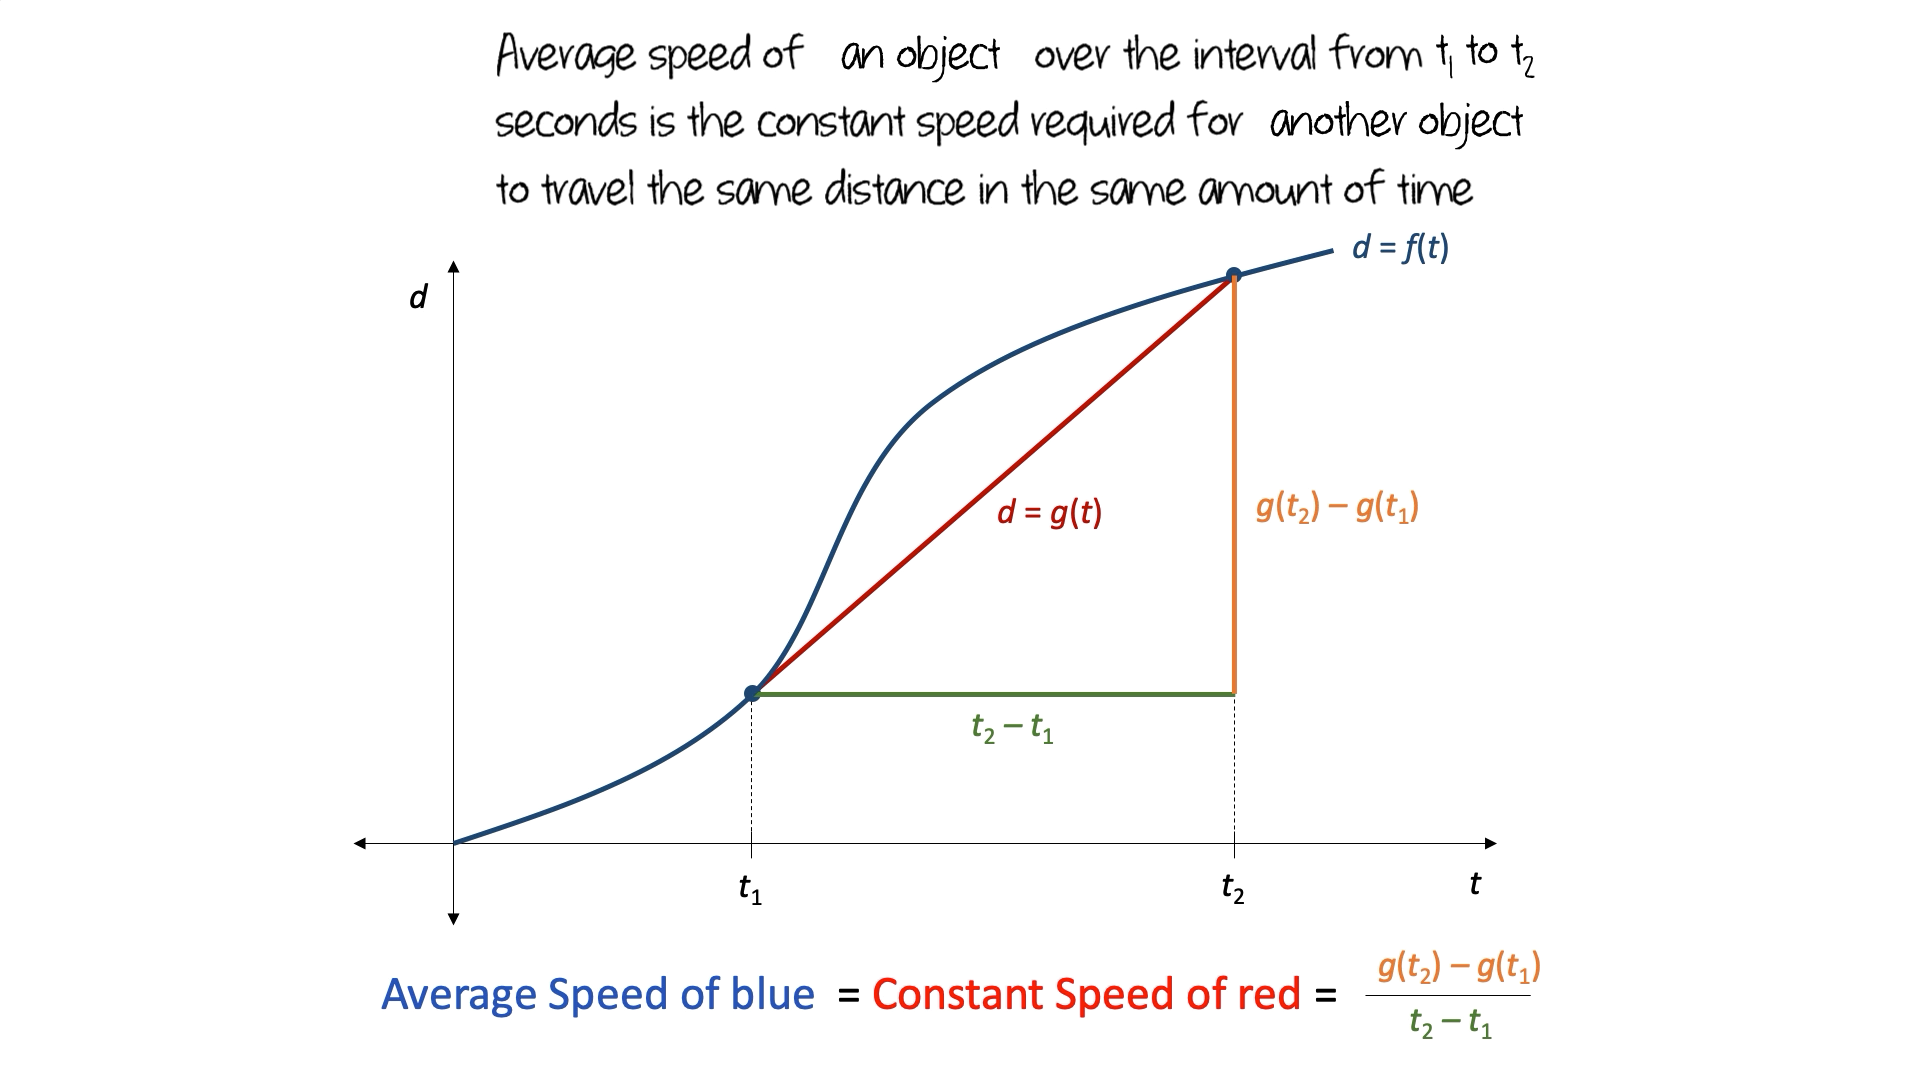 Average speed of an object over the interval from t₁ to t₂
seconds is the constant speed required for another object
to travel the same distance in the same amount of time
d = f(t)
d
d = g(t)
g(t₂) – g(t₁)
t₂ – t₁
t₁
t₂
t
Average Speed of blue = Constant Speed of red =
g(t₂) – g(t₁)
t₂ – t₁